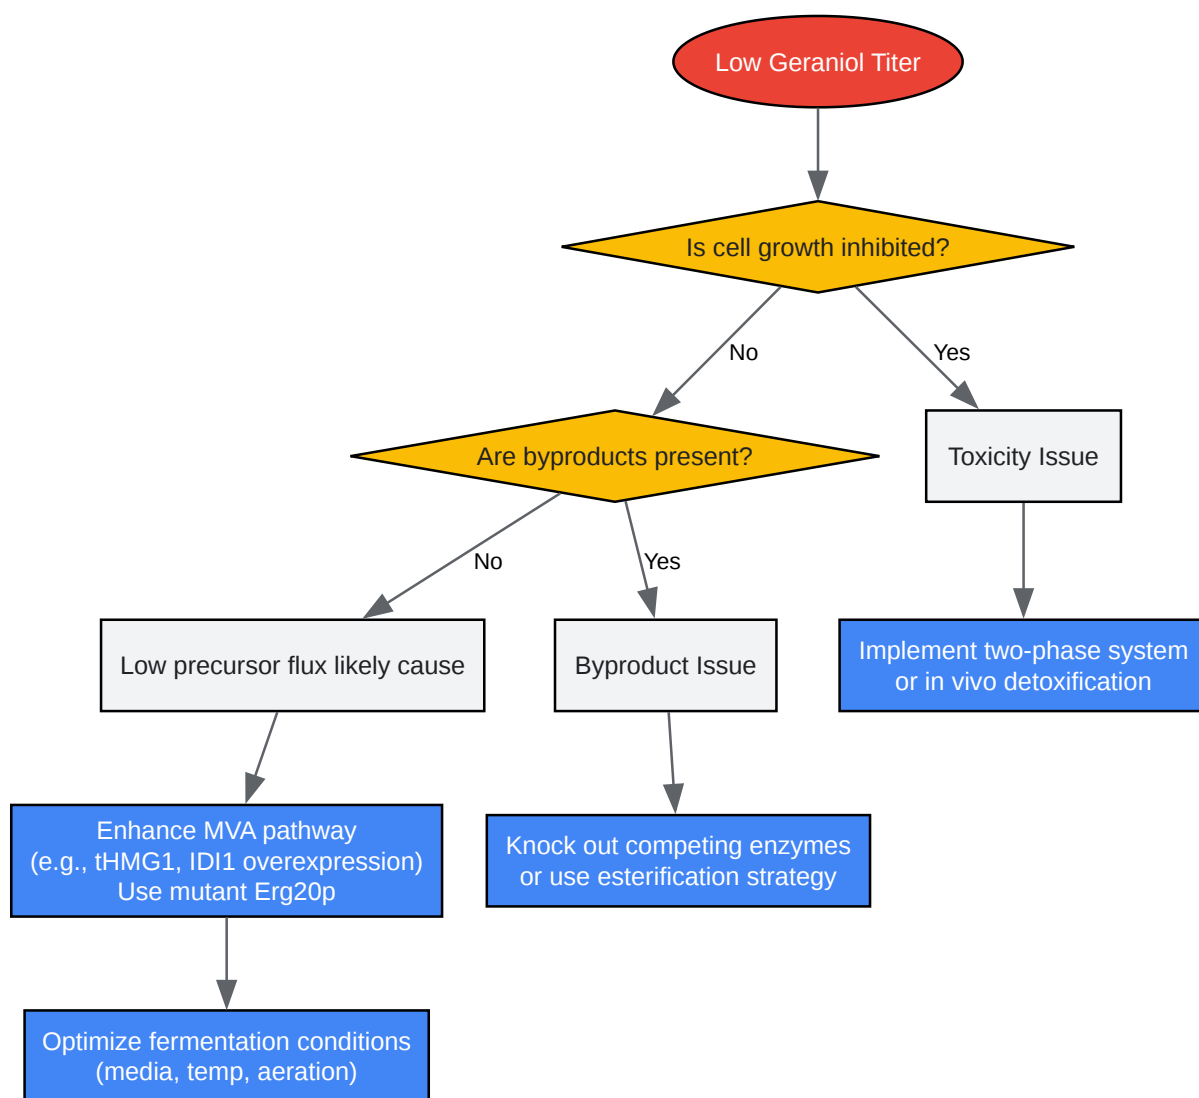 Low Geraniol Titer
Is cell growth inhibited?
No
Yes
Are byproducts present?
Toxicity Issue
No
Yes
Low precursor flux likely cause
Byproduct Issue
Implement two-phase system
or in vivo detoxification
Enhance MVA pathway
(e.g., tHMG1, IDI1 overexpression)
Use mutant Erg20p
Knock out competing enzymes
or use esterification strategy
Optimize fermentation conditions
(media, temp, aeration)